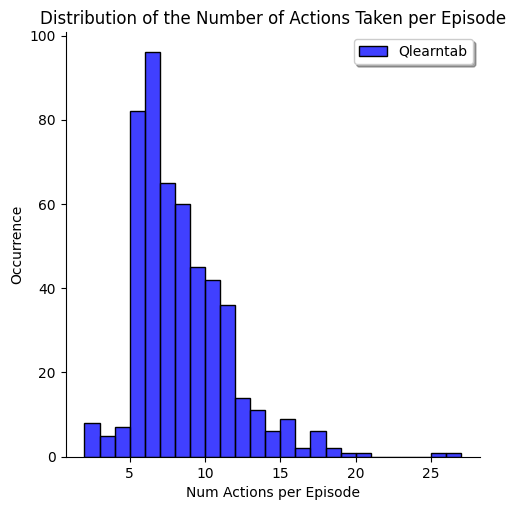 Distribution of the Number of Actions Taken per Episode
Qlearntab
100
80
60
40
20
0
Occurrence
5 10 15 20 25
Num Actions per Episode